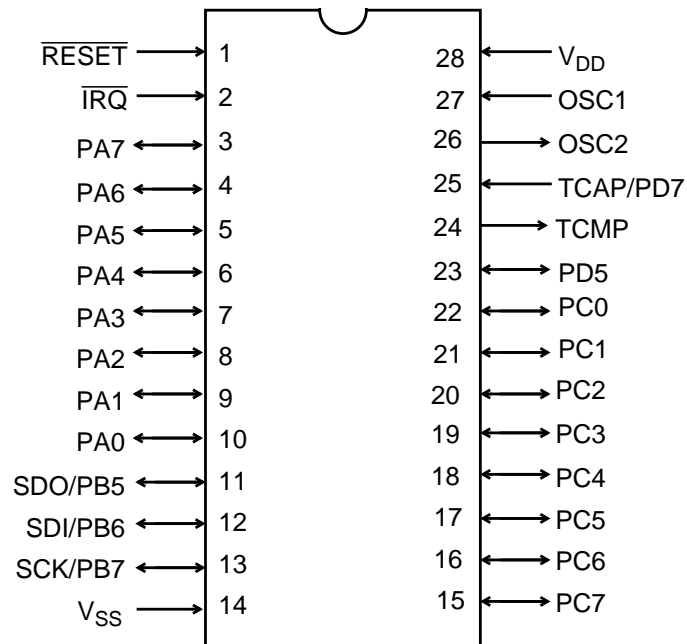 RESET 1 28 VDD
IRQ 2 27 OSC1
PA7 3 26 OSC2
PA6 4 25 TCAP/PD7
PA5 5 24 TCMP
PA4 6 23 PD5
PA3 7 22 PC0
PA2 8 21 PC1
PA1 9 20 PC2
PA0 10 19 PC3
SDO/PB5 11 18 PC4
SDI/PB6 12 17 PC5
SCK/PB7 13 16 PC6
VSS 14 15 PC7